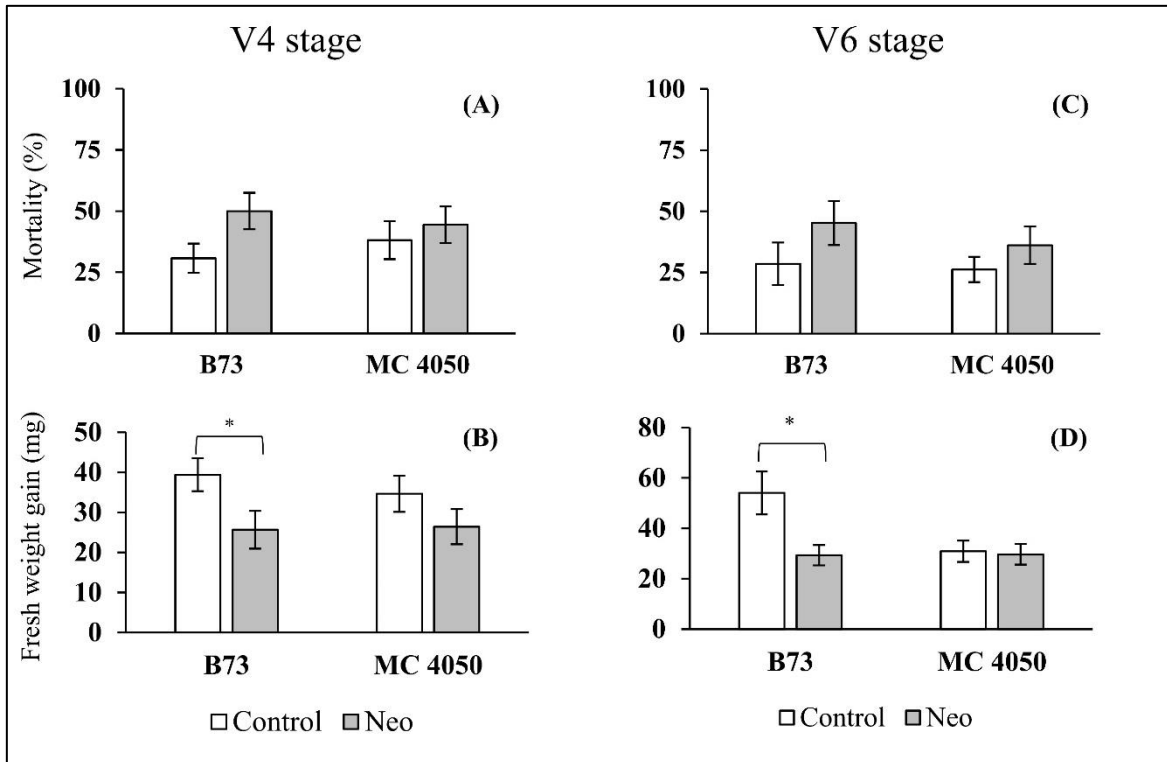 V4 stage
V6 stage
Mortality (%)
100
75
50
25
0
(A)
B73 MC 4050
100
75
50
25
0
(C)
B73 MC 4050
Fresh weight gain (mg)
50
40
30
20
10
0
*
(B)
B73 MC 4050
80
60
40
20
0
*
(D)
B73 MC 4050
Control Neo
Control Neo